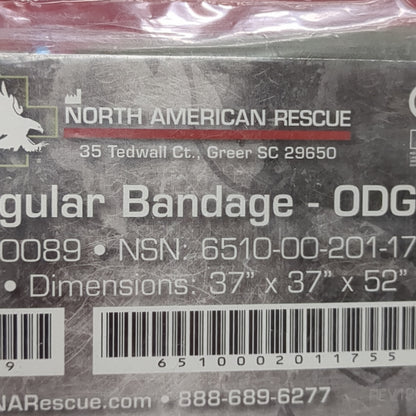 NORTH AMERICAN RESCUE
35 Tedwall Ct., Greer SC 29650
gular Bandage - ODG
0089 • NSN: 6510-00-201-17
• Dimensions: 37" x 37" x 52"
9
6510002011755
NARescue.com • 888-689-6277